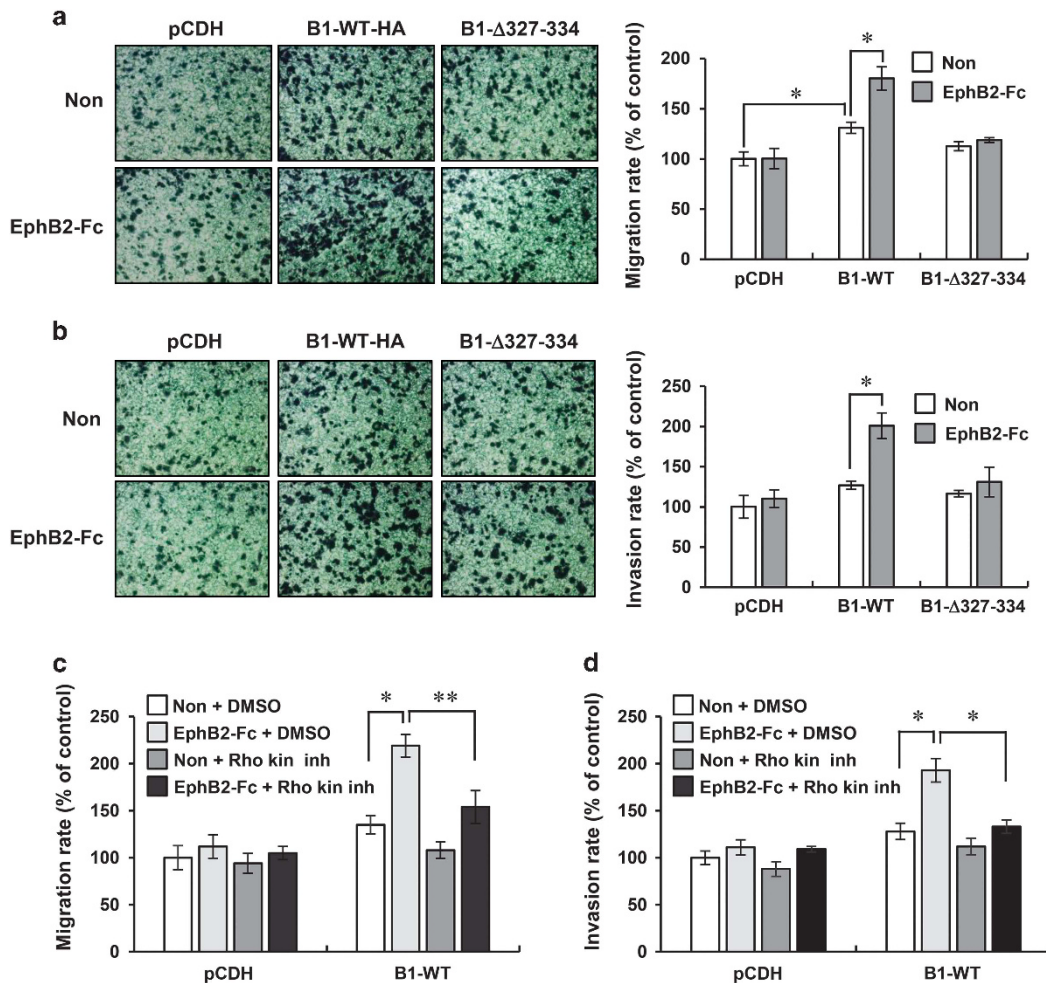 a
pCDH B1-WT-HA B1-Δ327-334
Non
EphB2-Fc
Migration rate (% of control)
200
150
100
50
0
*
*
Non
EphB2-Fc
pCDH B1-WT B1-Δ327-334
b
pCDH B1-WT-HA B1-Δ327-334
Non
EphB2-Fc
Invasion rate (% of control)
250
200
150
100
50
0
*
Non
EphB2-Fc
pCDH B1-WT B1-Δ327-334
c
Migration rate (% of control)
250
200
150
100
50
0
Non + DMSO
EphB2-Fc + DMSO
Non + Rho kin inh
EphB2-Fc + Rho kin inh
* **
pCDH B1-WT
d
Invasion rate (% of control)
250
200
150
100
50
0
Non + DMSO
EphB2-Fc + DMSO
Non + Rho kin inh
EphB2-Fc + Rho kin inh
* *
pCDH B1-WT